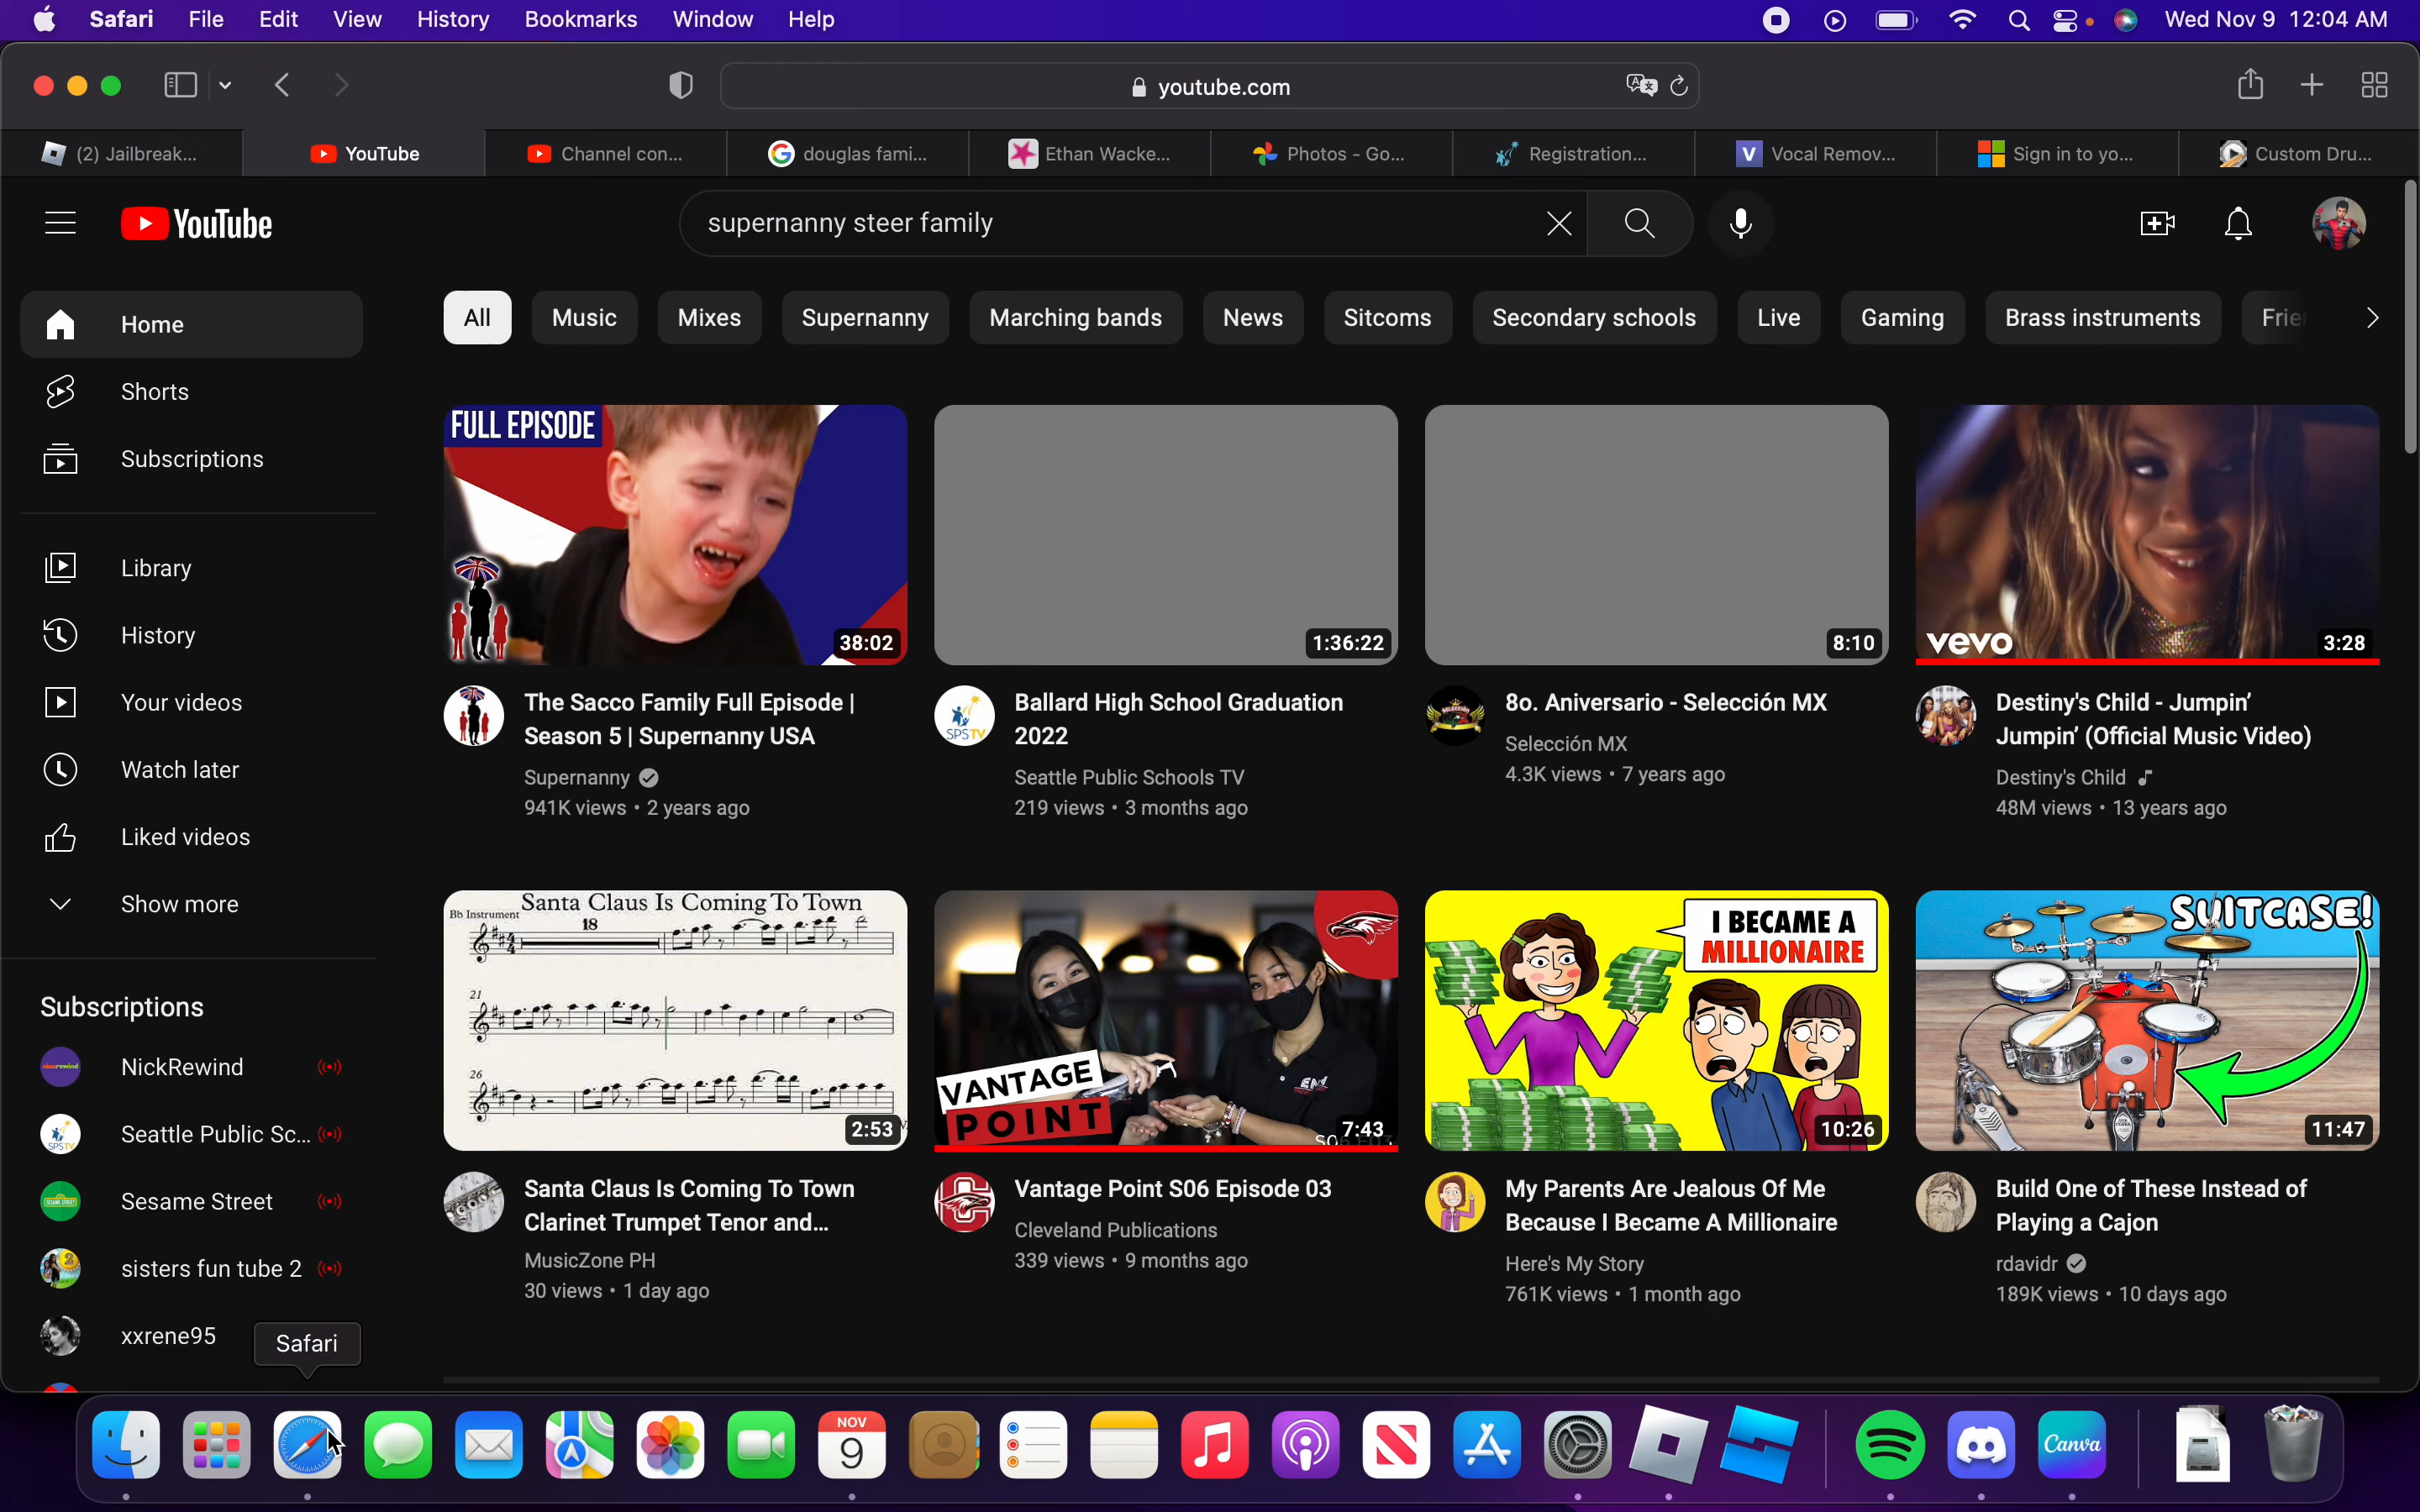 Safari File Edit View History Bookmarks Window Help Wed Nov 9 12:04 AM
youtube.com
(2) Jailbreak... YouTube Channel con... douglas fami... Ethan Wacke... Photos - Go... Registration... Vocal Remov... Sign in to yo... Custom Dru...
YouTube
supernanny steer family
Home
Shorts
Subscriptions
Library
History
Your videos
Watch later
Liked videos
Show more
Subscriptions
NickRewind
Seattle Public Sc...
Sesame Street
sisters fun tube 2
xxrene95
Safari
All Music Mixes Supernanny Marching bands News Sitcoms Secondary schools Live Gaming Brass instruments
FULL EPISODE
38:02
The Sacco Family Full Episode |
Season 5 | Supernanny USA
Supernanny
941K views • 2 years ago
1:36:22
SPSTV
Ballard High School Graduation
2022
Seattle Public Schools TV
219 views • 3 months ago
8:10
8o. Aniversario - Selección MX
Selección MX
4.3K views • 7 years ago
vevo
3:28
Destiny's Child - Jumpin'
Jumpin' (Official Music Video)
Destiny's Child
48M views • 13 years ago
Santa Claus Is Coming To Town
Bb Instrument
18
21
26
2:53
Santa Claus Is Coming To Town
Clarinet Trumpet Tenor and...
MusicZone PH
30 views • 1 day ago
VANTAGE
POINT
7:43
Vantage Point S06 Episode 03
Cleveland Publications
339 views • 9 months ago
I BECAME A
MILLIONAIRE
10:26
My Parents Are Jealous Of Me
Because I Became A Millionaire
Here's My Story
761K views • 1 month ago
SUITCASE!
11:47
Build One of These Instead of
Playing a Cajon
rdavidr
189K views • 10 days ago
NOV
9
Canva